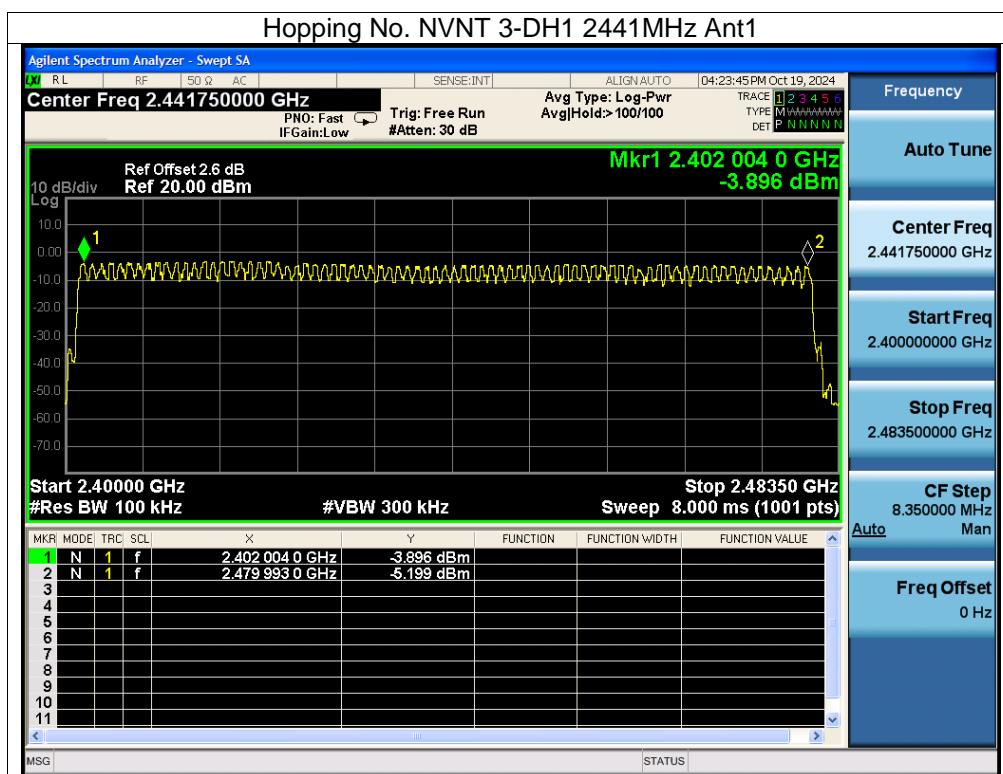 Hopping No. NVNT 3-DH1 2441MHz Ant1
Agilent Spectrum Analyzer - Swept SA
LXI RL RF 50 Ω AC SENSE:INT ALIGN AUTO 04:23:45 PM Oct 19, 2024
Center Freq 2.441750000 GHz
PNO: Fast
IFGain:Low
Trig: Free Run
#Atten: 30 dB
Avg Type: Log-Pwr
Avg|Hold:>100/100
TRACE 1 2 3 4 5 6
TYPE M W W W W W
DET P N N N N N
Frequency
Auto Tune
Center Freq
2.441750000 GHz
Start Freq
2.400000000 GHz
Stop Freq
2.483500000 GHz
CF Step
8.350000 MHz
Auto Man
Freq Offset
0 Hz
Mkr1 2.402 004 0 GHz
-3.896 dBm
Ref Offset 2.6 dB
10 dB/div Ref 20.00 dBm
Log
10.0
0.00
-10.0
-20.0
-30.0
-40.0
-50.0
-60.0
-70.0
1
2
Start 2.40000 GHz Stop 2.48350 GHz
#Res BW 100 kHz #VBW 300 kHz Sweep 8.000 ms (1001 pts)
MKR MODE TRC SCL X Y FUNCTION FUNCTION WIDTH FUNCTION VALUE
1 N 1 f 2.402 004 0 GHz -3.896 dBm
2 N 1 f 2.479 993 0 GHz -5.199 dBm
3
4
5
6
7
8
9
10
11
MSG STATUS